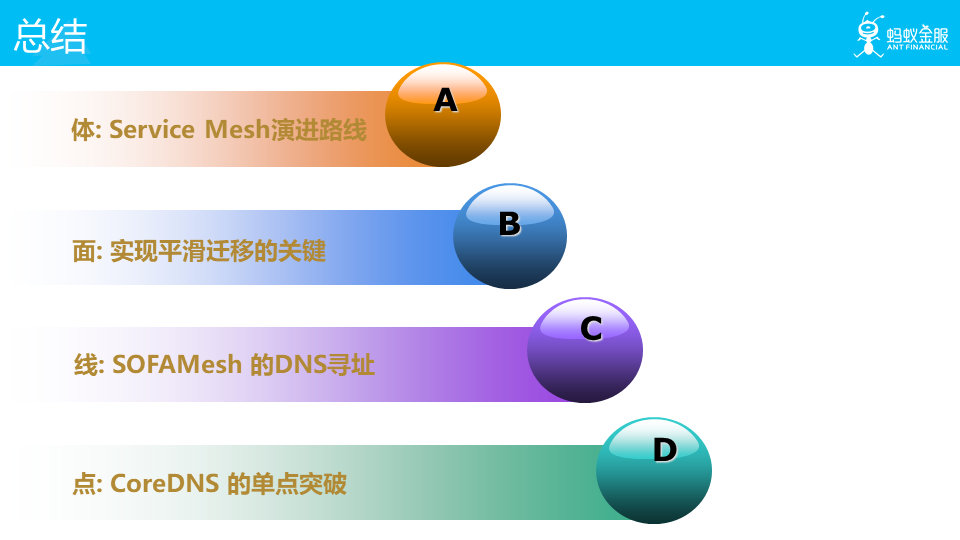 总结
蚂蚁金服
ANT FINANCIAL
A
体: Service Mesh演进路线
B
面: 实现平滑迁移的关键
C
线: SOFAMesh 的DNS寻址
D
点: CoreDNS 的单点突破